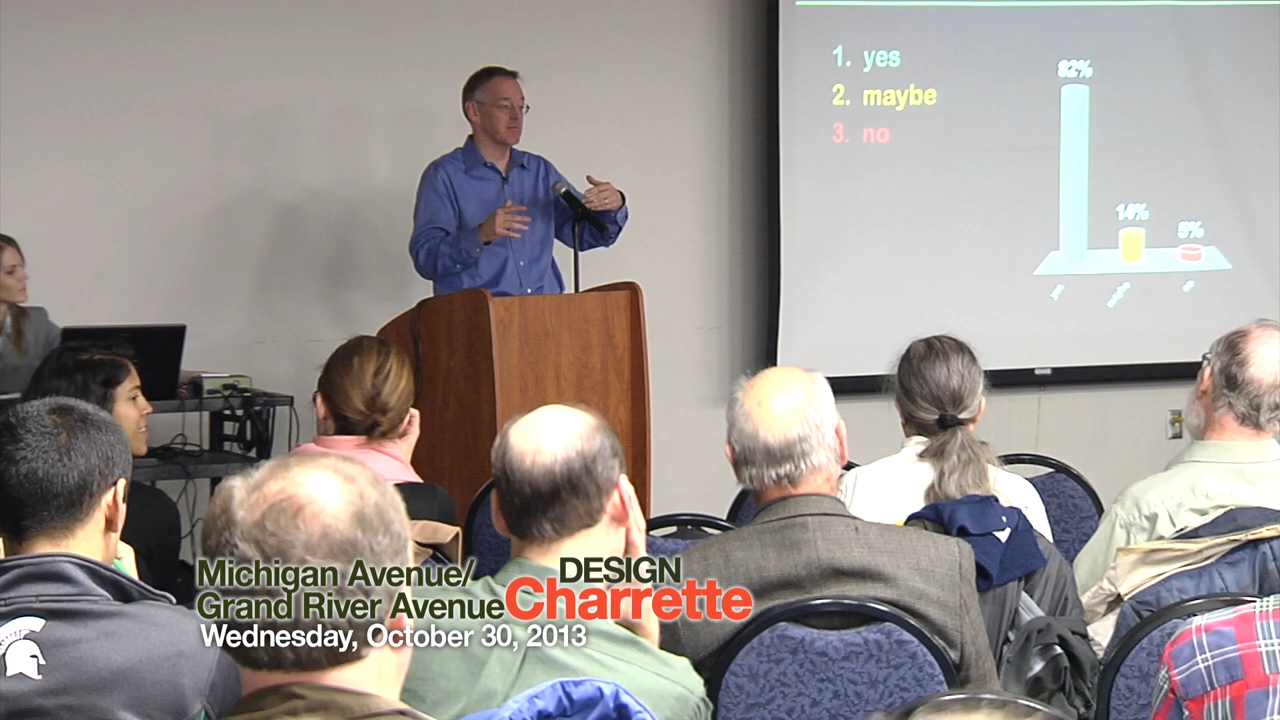 1. yes
2. maybe
3. no
82%
14%
5%
Michigan Avenue/
Grand River Avenue
DESIGN
Charrette
Wednesday, October 30, 2013